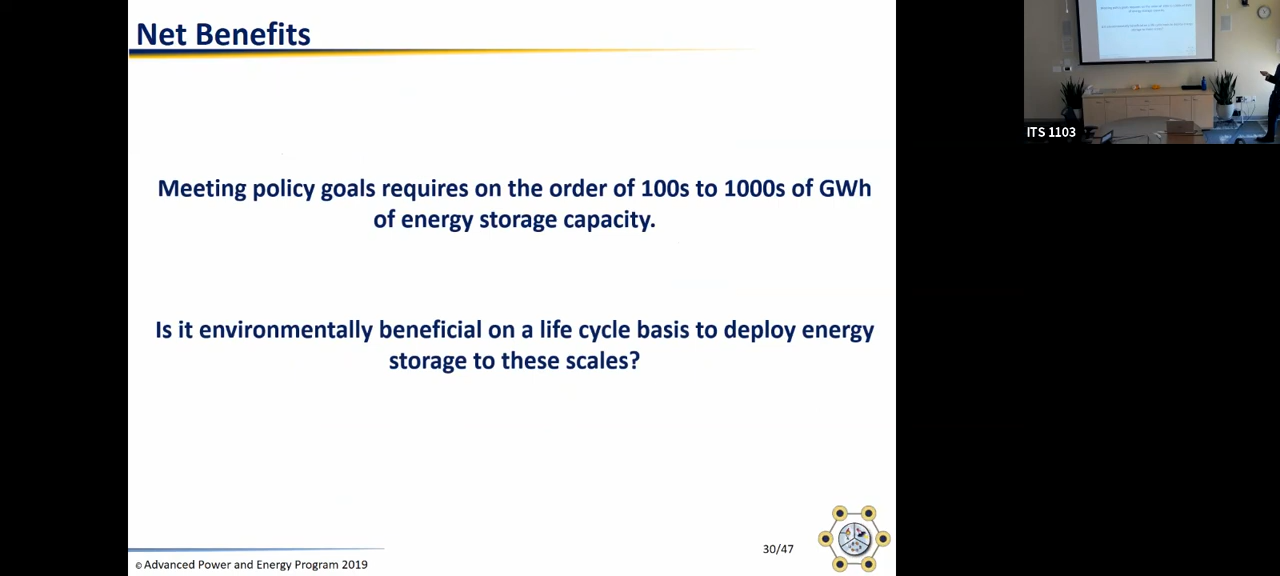 Net Benefits
Meeting policy goals requires on the order of 100s to 1000s of GWh
of energy storage capacity.
Is it environmentally beneficial on a life cycle basis to deploy energy
storage to these scales?
30/47
© Advanced Power and Energy Program 2019
ITS 1103